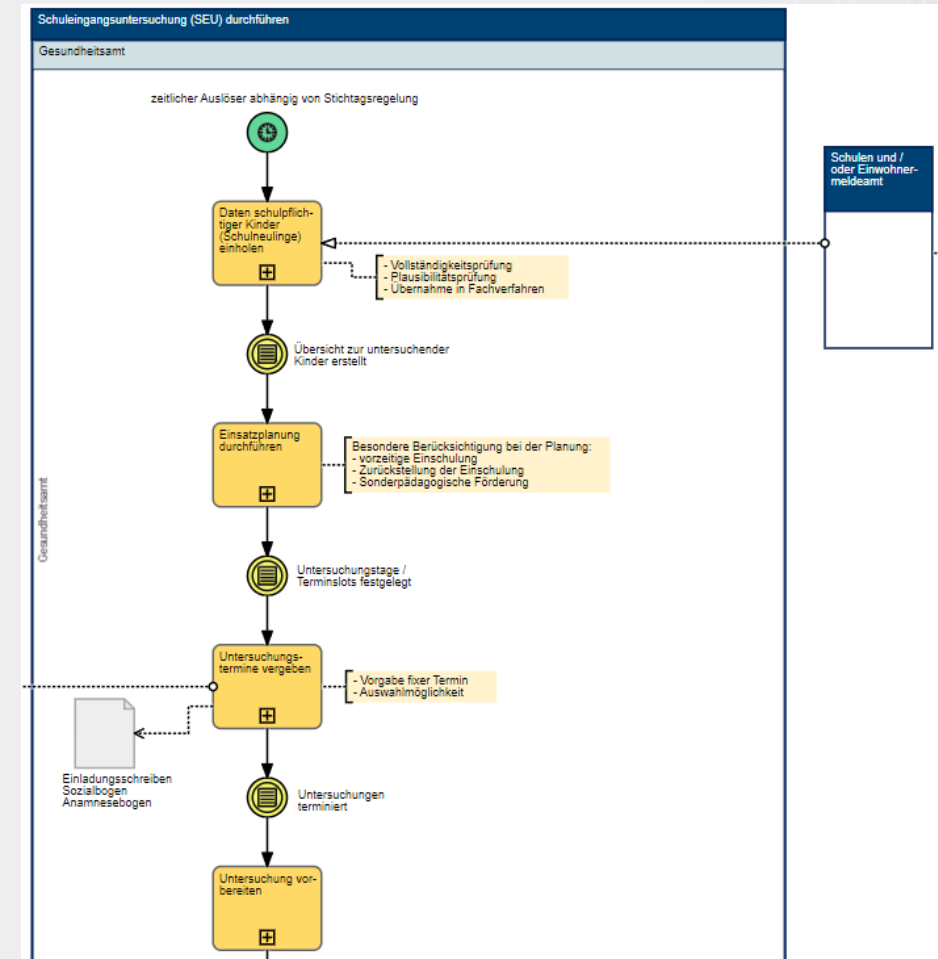 Schuleingangsuntersuchung (SEU) durchführen
Gesundheitsamt
zeitlicher Auslöser abhängig von Stichtagsregelung
Schulen und /
oder Einwohner-
meldeamt
Daten schulpflich-
tiger Kinder
(Schulneulinge)
einholen
- Vollständigkeitsprüfung
- Plausibilitätsprüfung
- Übernahme in Fachverfahren
Übersicht zur untersuchender
Kinder erstellt
Einsatzplanung
durchführen
Besondere Berücksichtigung bei der Planung:
- vorzeitige Einschulung
- Zurückstellung der Einschulung
- Sonderpädagogische Förderung
Gesundheitsamt
Untersuchungstage /
Terminslots festgelegt
Untersuchungs-
termine vergeben
- Vorgabe fixer Termin
- Auswahlmöglichkeit
Einladungsschreiben
Sozialbogen
Anamnesebogen
Untersuchungen
terminiert
Untersuchung vor-
bereiten